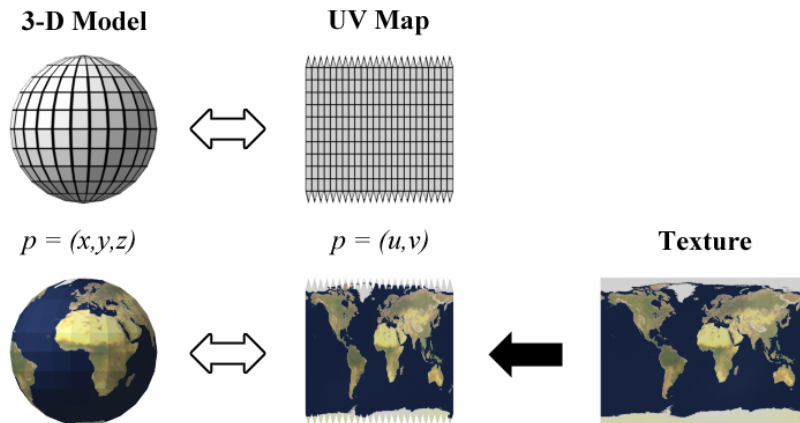 3-D Model
UV Map
p = (x,y,z)
p = (u,v)
Texture